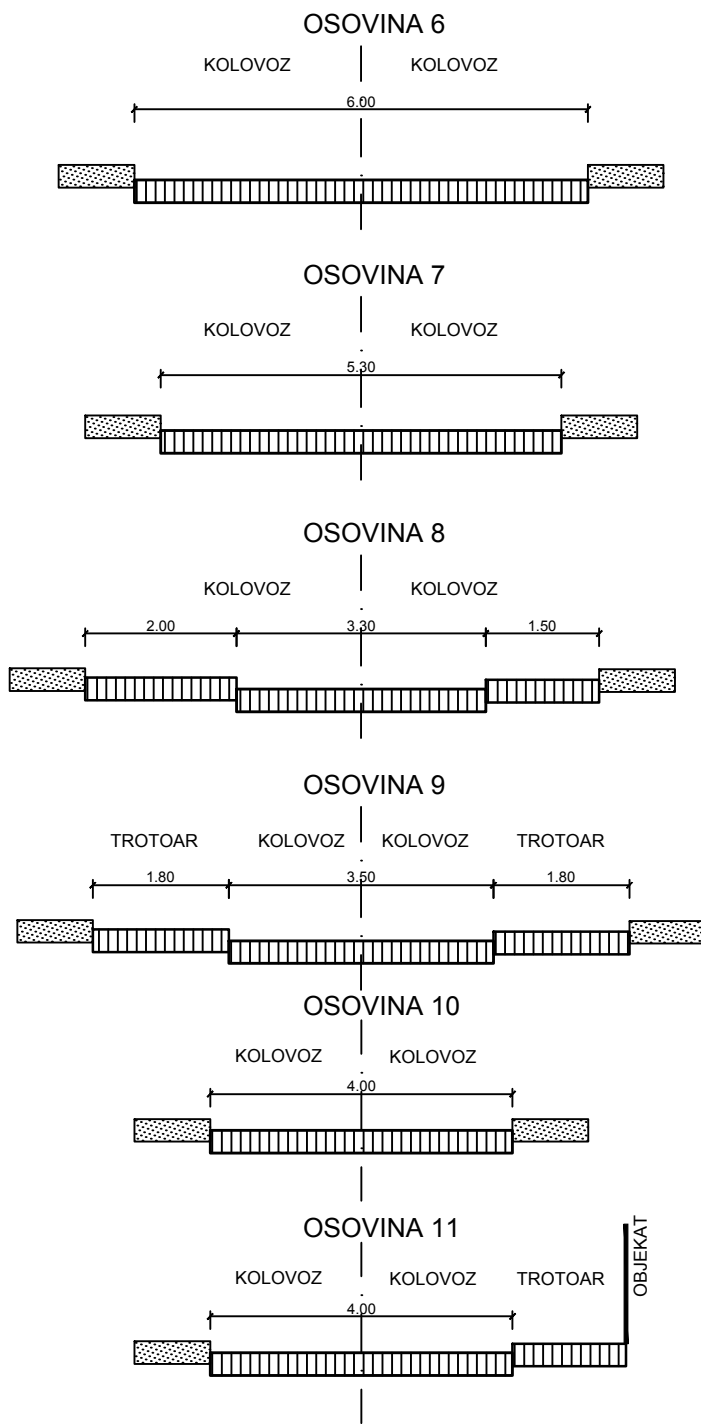 OSOVINA 6
KOLOVOZ KOLOVOZ
6.00
OSOVINA 7
KOLOVOZ KOLOVOZ
5.30
OSOVINA 8
KOLOVOZ KOLOVOZ
2.00 3.30 1.50
OSOVINA 9
TROTOAR KOLOVOZ KOLOVOZ TROTOAR
1.80 3.50 1.80
OSOVINA 10
KOLOVOZ KOLOVOZ
4.00
OSOVINA 11
KOLOVOZ KOLOVOZ TROTOAR
OBJEKAT
4.00